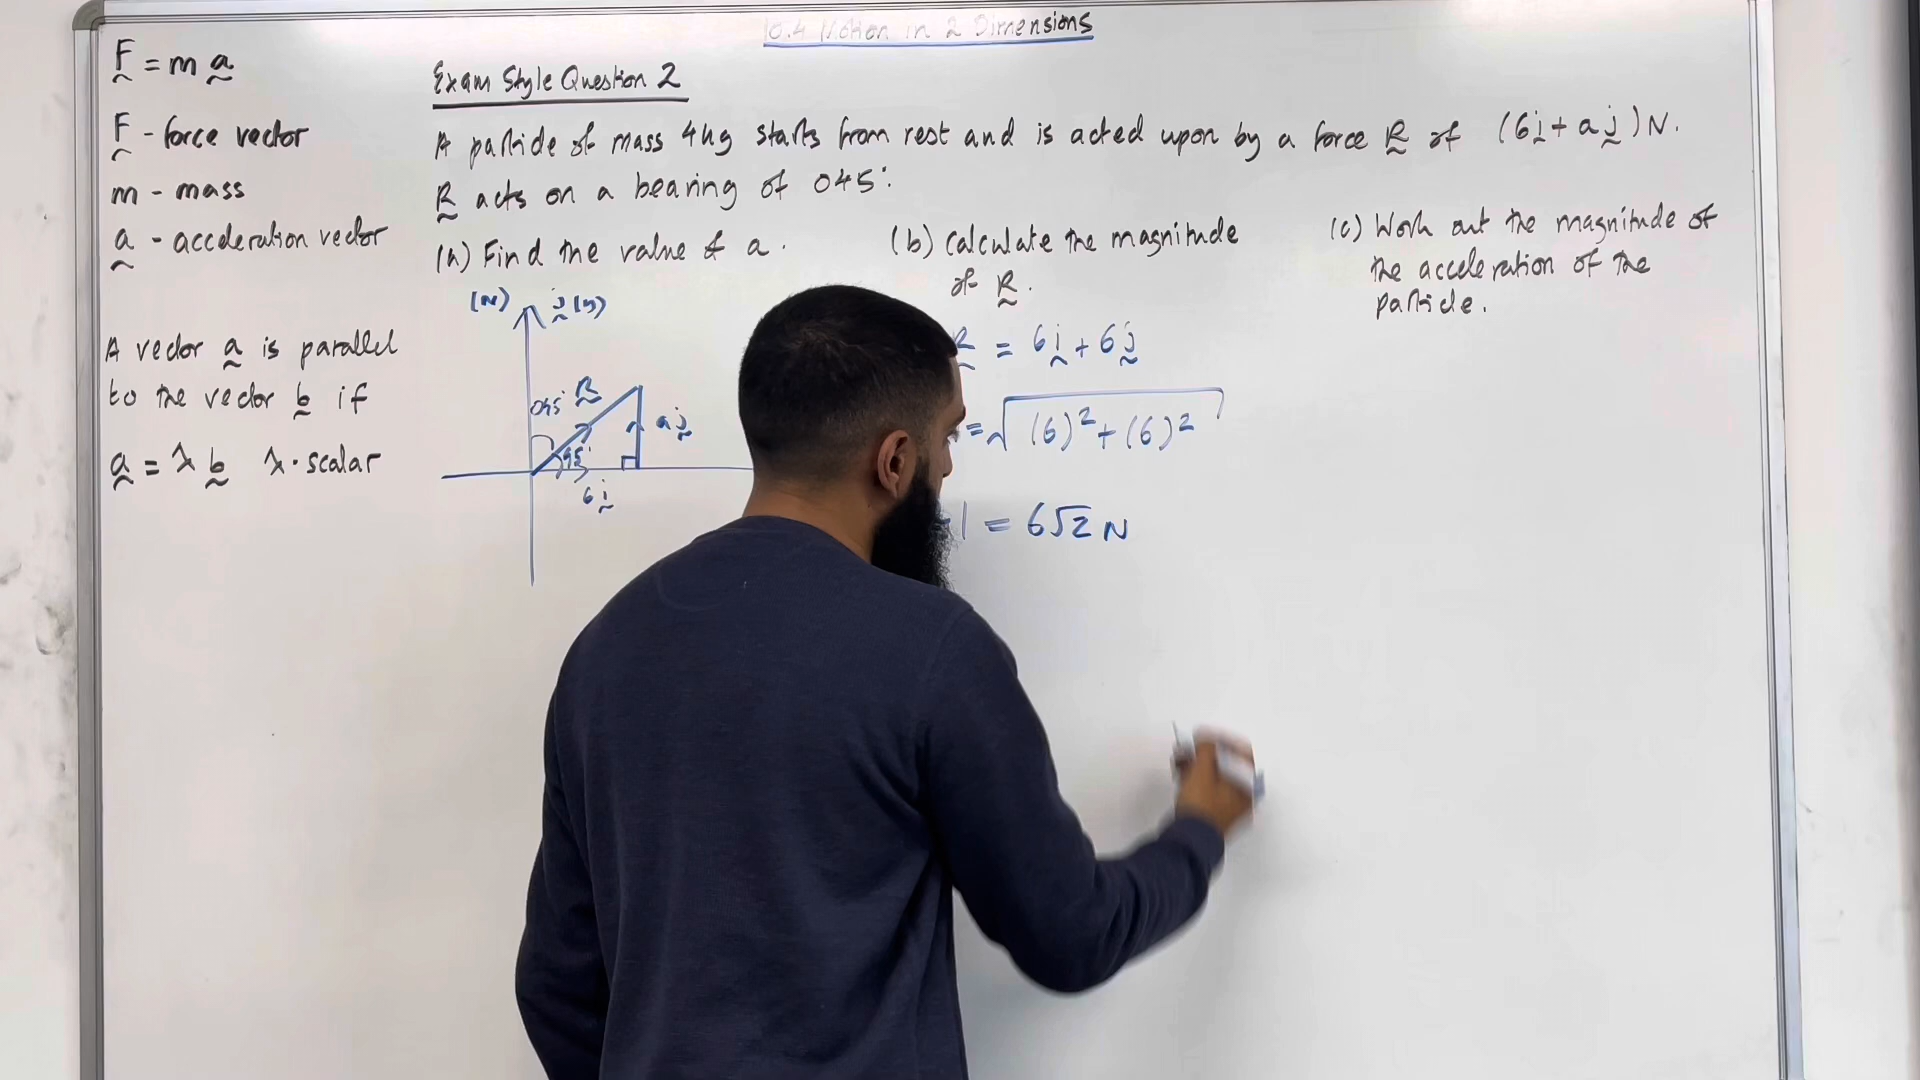 10.4 Motion in 2 Dimensions
F = m a
F - force vector
m - mass
a - acceleration vector
A vector a is parallel
to the vector b if
a = λ b λ - scalar
Exam Style Question 2
A particle of mass 4kg starts from rest and is acted upon by a force R of (6i + aj)N.
R acts on a bearing of 045°.
(a) Find the value of a.
(N) j (y)
045° R
aj
45°
6i
(b) Calculate the magnitude
of R.
R = 6i + 6j
= √(6)² + (6)²
| = 6√2 N
(c) Work out the magnitude of
the acceleration of the
particle.